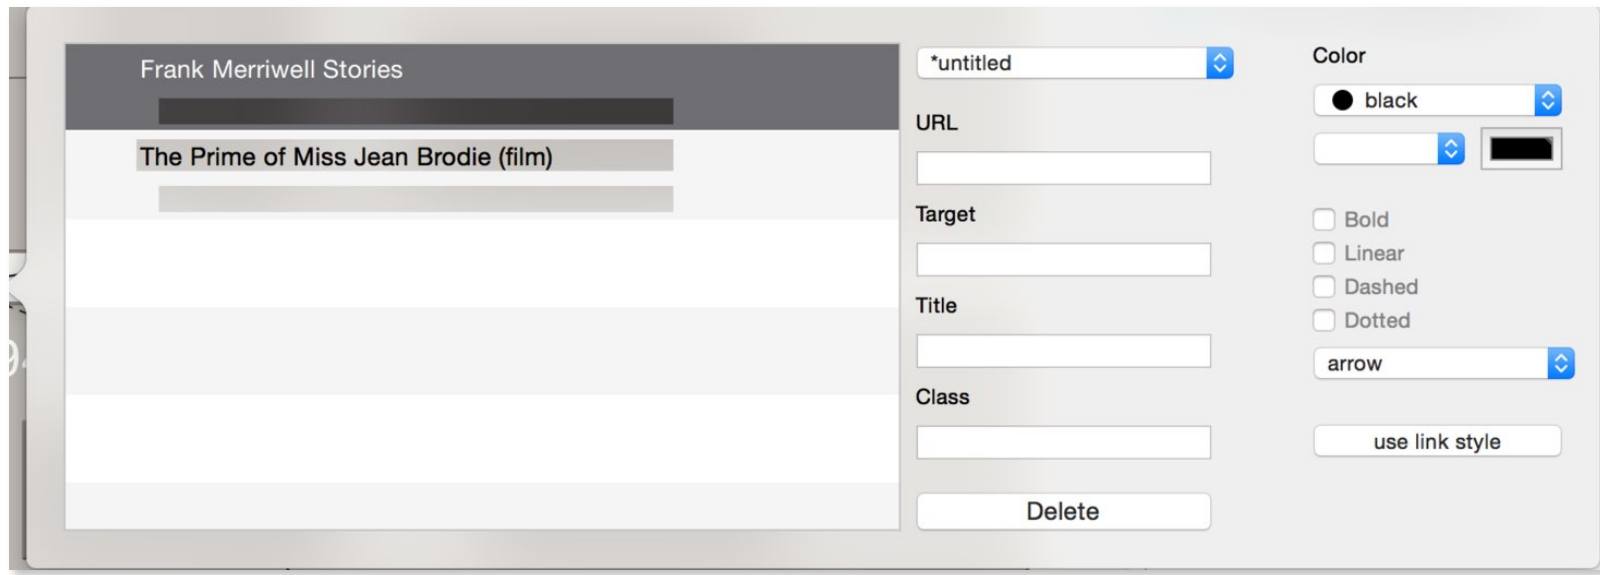 Frank Merriwell Stories
The Prime of Miss Jean Brodie (film)
*untitled
URL
Target
Title
Class
Delete
Color
black
Bold
Linear
Dashed
Dotted
arrow
use link style